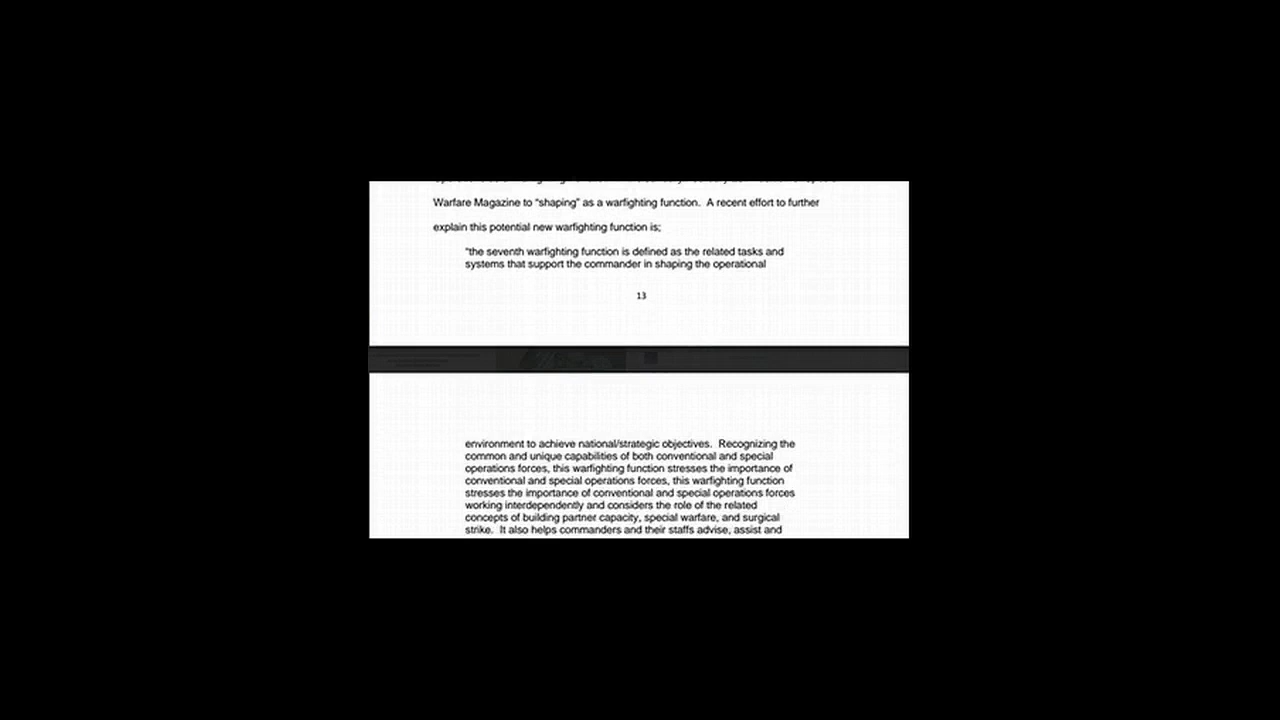 Warfare Magazine to “shaping” as a warfighting function.  A recent effort to further
explain this potential new warfighting function is;
“the seventh warfighting function is defined as the related tasks and
systems that support the commander in shaping the operational
13
environment to achieve national/strategic objectives.  Recognizing the
common and unique capabilities of both conventional and special
operations forces, this warfighting function stresses the importance of
conventional and special operations forces, this warfighting function
stresses the importance of conventional and special operations forces
working interdependently and considers the role of the related
concepts of building partner capacity, special warfare, and surgical
strike.  It also helps commanders and their staffs advise, assist and